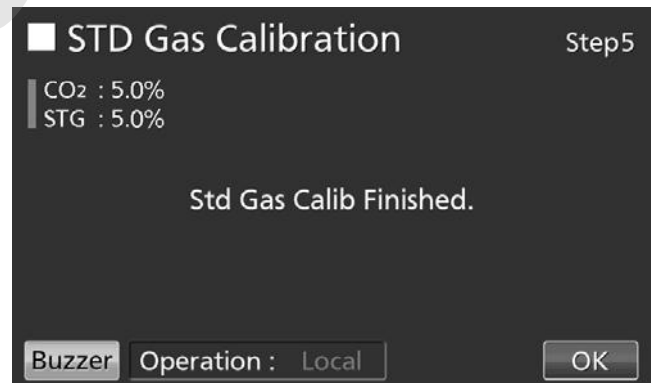 STD Gas Calibration Step5
CO₂ : 5.0%
STG : 5.0%
Std Gas Calib Finished.
Buzzer Operation : Local OK